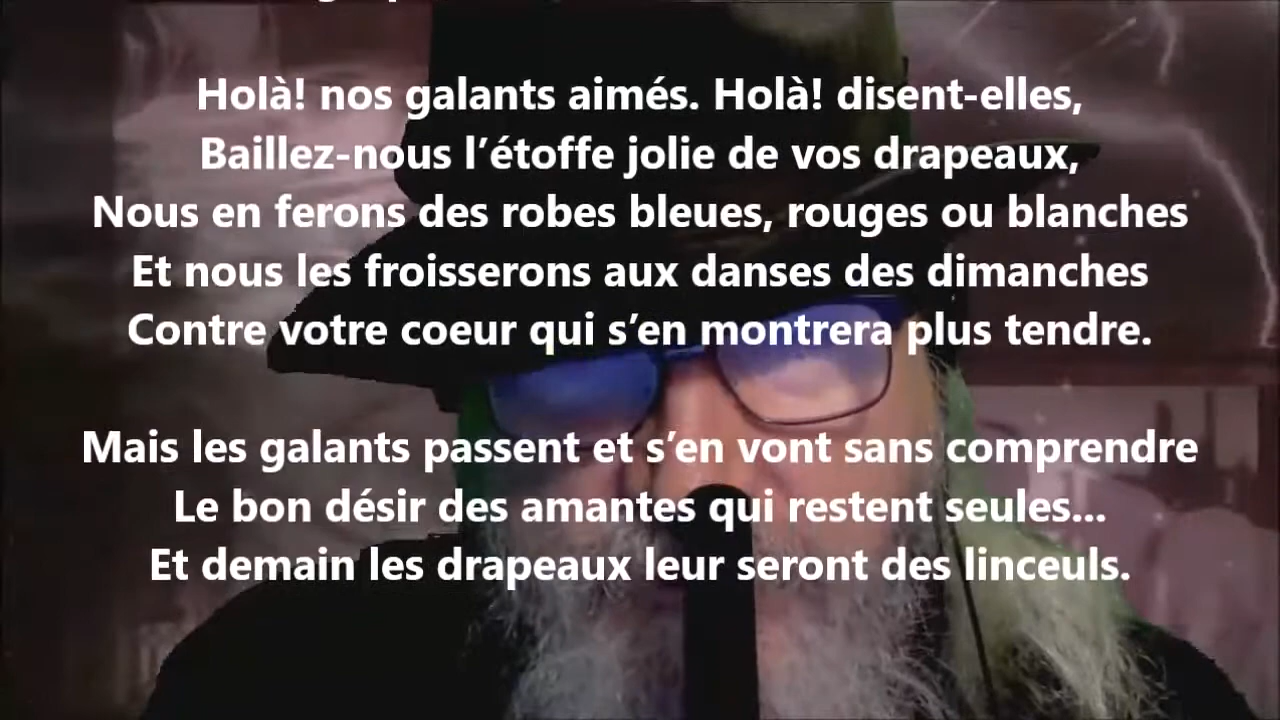 Holà! nos galants aimés. Holà! disent-elles,
Baillez-nous l’étoffe jolie de vos drapeaux,
Nous en ferons des robes bleues, rouges ou blanches
Et nous les froisserons aux danses des dimanches
Contre votre coeur qui s’en montrera plus tendre.
Mais les galants passent et s’en vont sans comprendre
Le bon désir des amantes qui restent seules...
Et demain les drapeaux leur seront des linceuls.